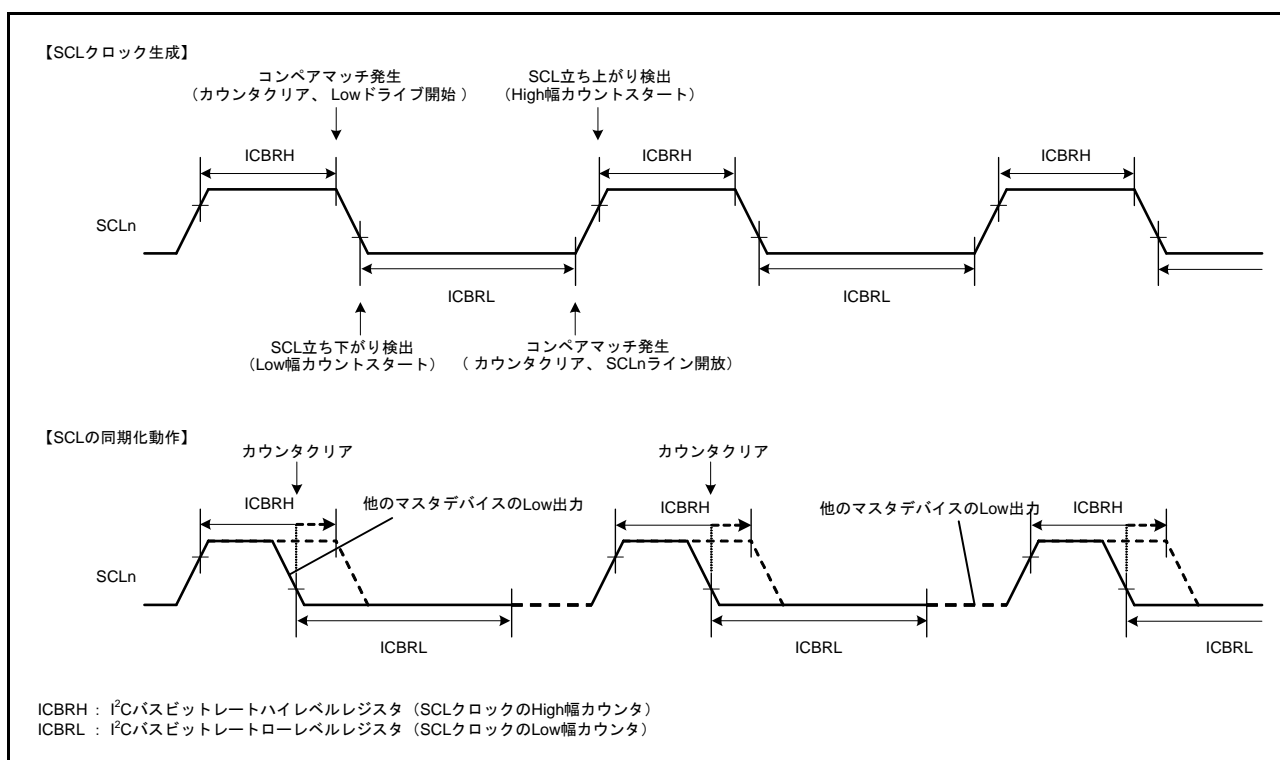 【SCLクロック生成】
コンペアマッチ発生
（カウンタクリア、 Lowドライブ開始 ）
SCL立ち上がり検出
（High幅カウントスタート）
ICBRH
ICBRH
ICBRH
SCLn
ICBRL
ICBRL
SCL立ち下がり検出
（Low幅カウントスタート）
コンペアマッチ発生
（ カウンタクリア、 SCLnライン開放）
【SCLの同期化動作】
カウンタクリア
カウンタクリア
ICBRH
他のマスタデバイスのLow出力
ICBRH
他のマスタデバイスのLow出力
ICBRH
SCLn
ICBRL
ICBRL
ICBRL
ICBRH : I²Cバスビットレートハイレベルレジスタ（SCLクロックのHigh幅カウンタ）
ICBRL : I²Cバスビットレートローレベルレジスタ（SCLクロックのLow幅カウンタ）